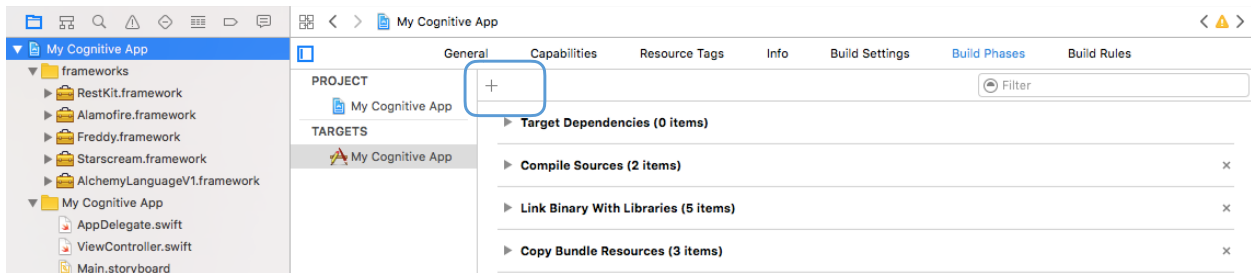 My Cognitive App
My Cognitive App
frameworks
RestKit.framework
Alamofire.framework
Freddy.framework
Starscream.framework
AlchemyLanguageV1.framework
My Cognitive App
AppDelegate.swift
ViewController.swift
Main.storyboard
General Capabilities Resource Tags Info Build Settings Build Phases Build Rules
PROJECT
My Cognitive App
TARGETS
My Cognitive App
+
Filter
Target Dependencies (0 items)
Compile Sources (2 items)
Link Binary With Libraries (5 items)
Copy Bundle Resources (3 items)